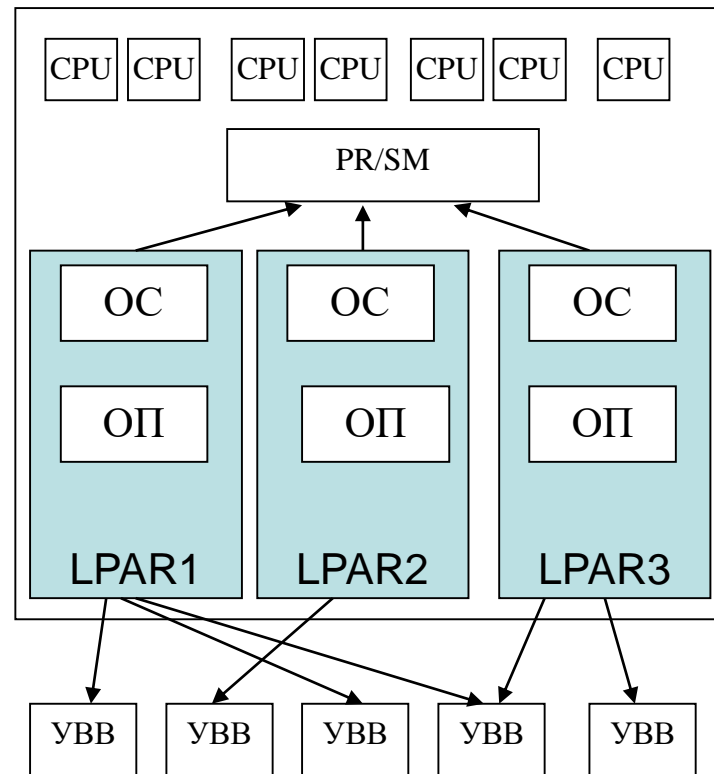 CPU CPU CPU CPU CPU CPU CPU
PR/SM
ОС ОС ОС
ОП ОП ОП
LPAR1 LPAR2 LPAR3
УВВ УВВ УВВ УВВ УВВ